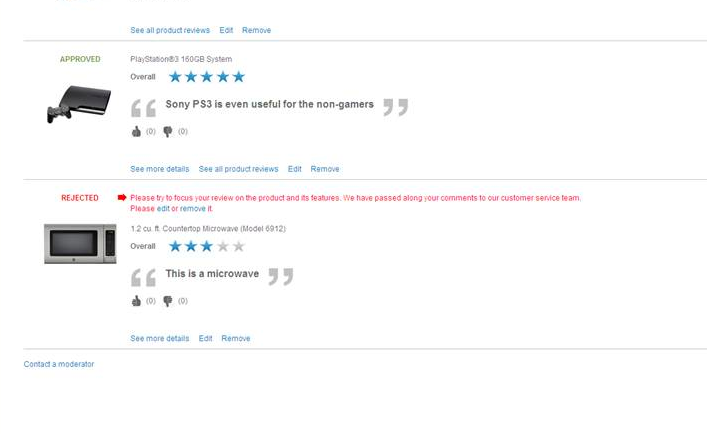 See all product reviews Edit Remove
APPROVED PlayStation®3 160GB System
Overall
Sony PS3 is even useful for the non-gamers
(0) (0)
See more details See all product reviews Edit Remove
REJECTED Please try to focus your review on the product and its features. We have passed along your comments to our customer service team.
Please edit or remove it.
1.2 cu. ft. Countertop Microwave (Model 6912)
Overall
This is a microwave
(0) (0)
See more details Edit Remove
Contact a moderator